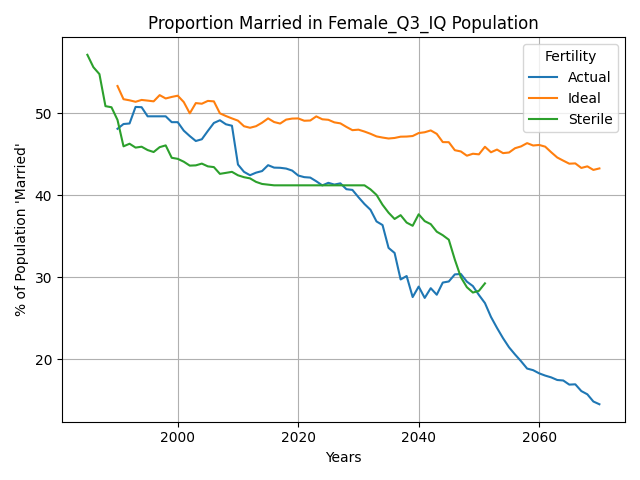 Proportion Married in Female_Q3_IQ Population
Fertility
Actual
Ideal
Sterile
% of Population 'Married'
50
40
30
20
2000
2020
2040
2060
Years